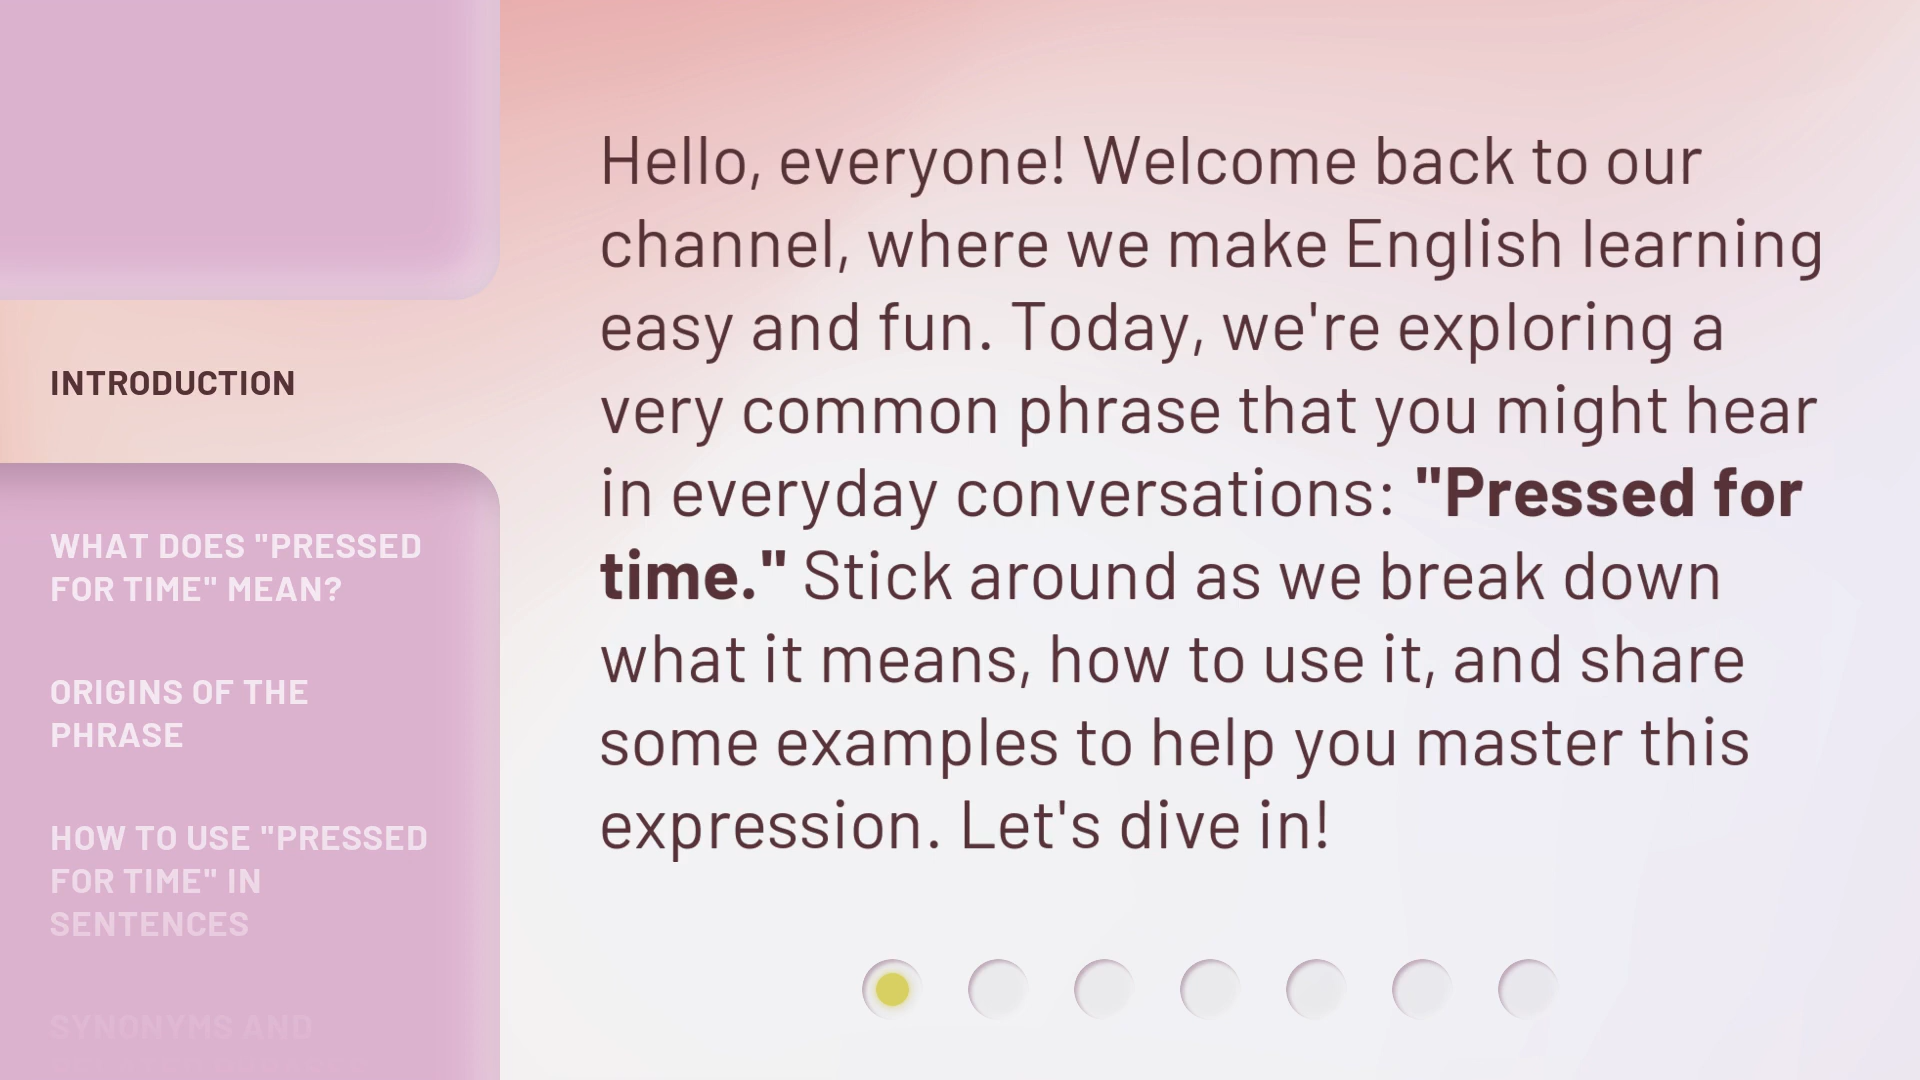 INTRODUCTION
WHAT DOES "PRESSED
FOR TIME" MEAN?
ORIGINS OF THE
PHRASE
HOW TO USE "PRESSED
FOR TIME" IN
SENTENCES
SYNONYMS AND
Hello, everyone! Welcome back to our
channel, where we make English learning
easy and fun. Today, we're exploring a
very common phrase that you might hear
in everyday conversations: "Pressed for
time." Stick around as we break down
what it means, how to use it, and share
some examples to help you master this
expression. Let's dive in!